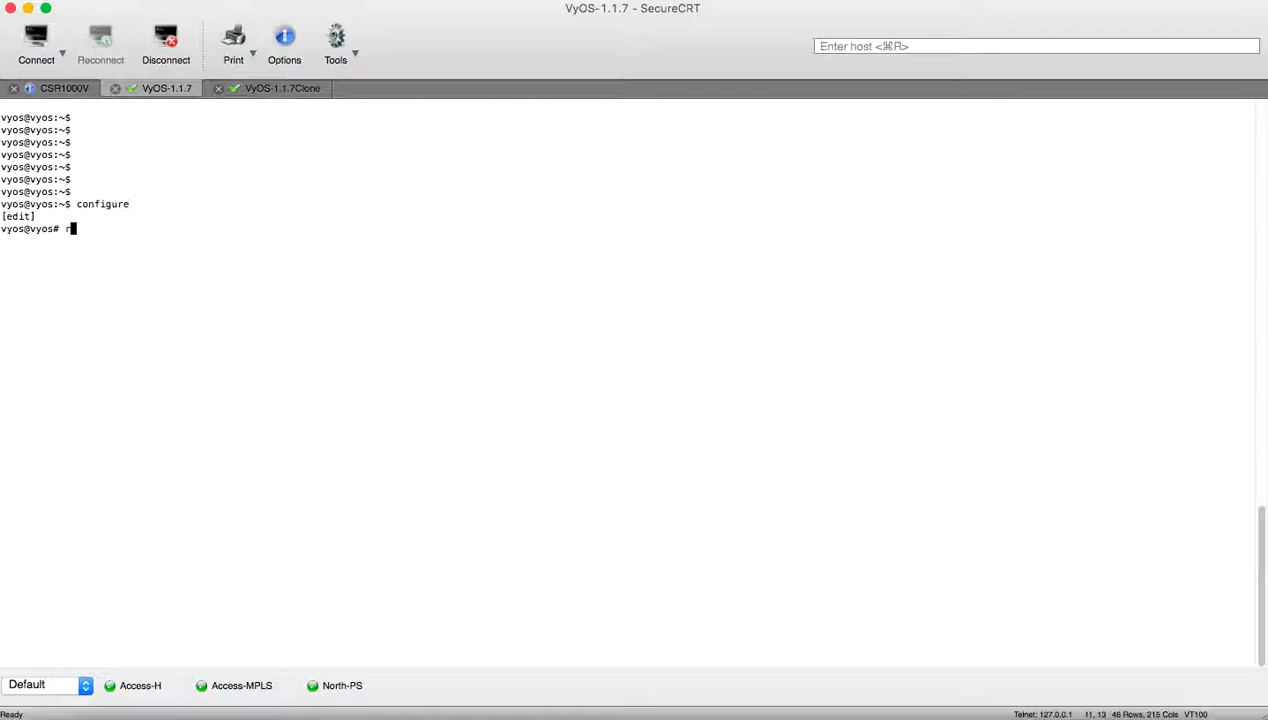 VyOS-1.1.7 - SecureCRT
Connect
Reconnect
Disconnect
Print
Options
Tools
Enter host <⌘R>
CSR1000V
VyOS-1.1.7
VyOS-1.1.7Clone
vyos@vyos:~$
vyos@vyos:~$
vyos@vyos:~$
vyos@vyos:~$
vyos@vyos:~$
vyos@vyos:~$
vyos@vyos:~$
vyos@vyos:~$ configure
[edit]
vyos@vyos# r
Default
Access-H
Access-MPLS
North-PS
Ready
Telnet: 127.0.0.1
11, 13
46 Rows, 215 Cols
VT100